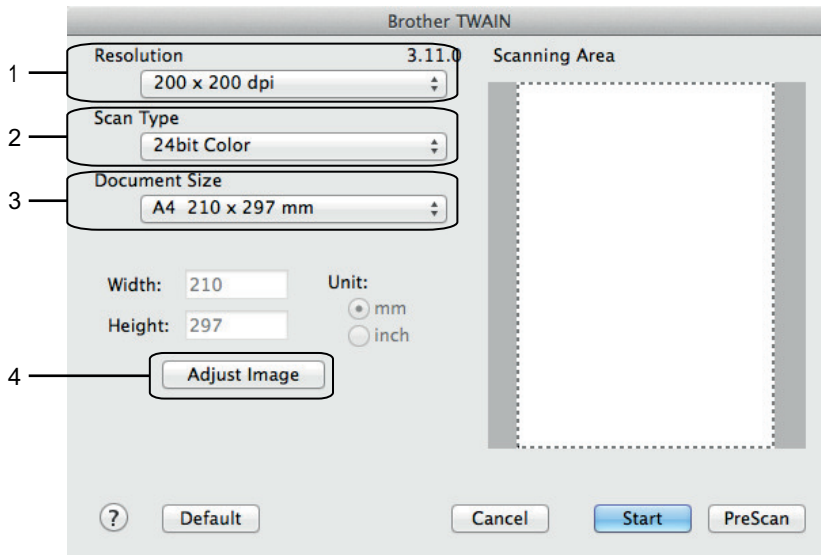 Brother TWAIN
1
Resolution 3.11.0
200 x 200 dpi
2
Scan Type
24bit Color
3
Document Size
A4 210 x 297 mm
Width: 210
Height: 297
Unit:
mm
inch
4
Adjust Image
Scanning Area
? Default Cancel Start PreScan